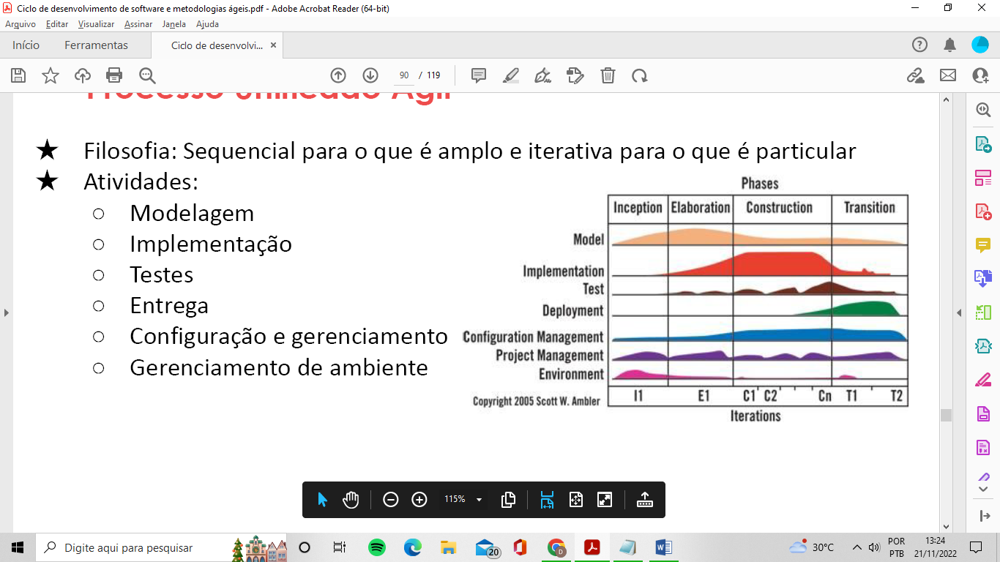 Ciclo de desenvolvimento de software e metodologias ágeis.pdf - Adobe Acrobat Reader (64-bit)
Arquivo Editar Visualizar Assinar Janela Ajuda
Início Ferramentas Ciclo de desenvolvi...
90 / 119
Processo Unificado Ágil
★ Filosofia: Sequencial para o que é amplo e iterativa para o que é particular
★ Atividades:
○ Modelagem
○ Implementação
○ Testes
○ Entrega
○ Configuração e gerenciamento
○ Gerenciamento de ambiente
Phases
Inception Elaboration Construction Transition
Model
Implementation
Test
Deployment
Configuration Management
Project Management
Environment
I1 E1 C1 C2 Cn T1 T2
Copyright 2005 Scott W. Ambler
Iterations
115%
Digite aqui para pesquisar
20
D
30°C
POR
PTB
13:24
21/11/2022